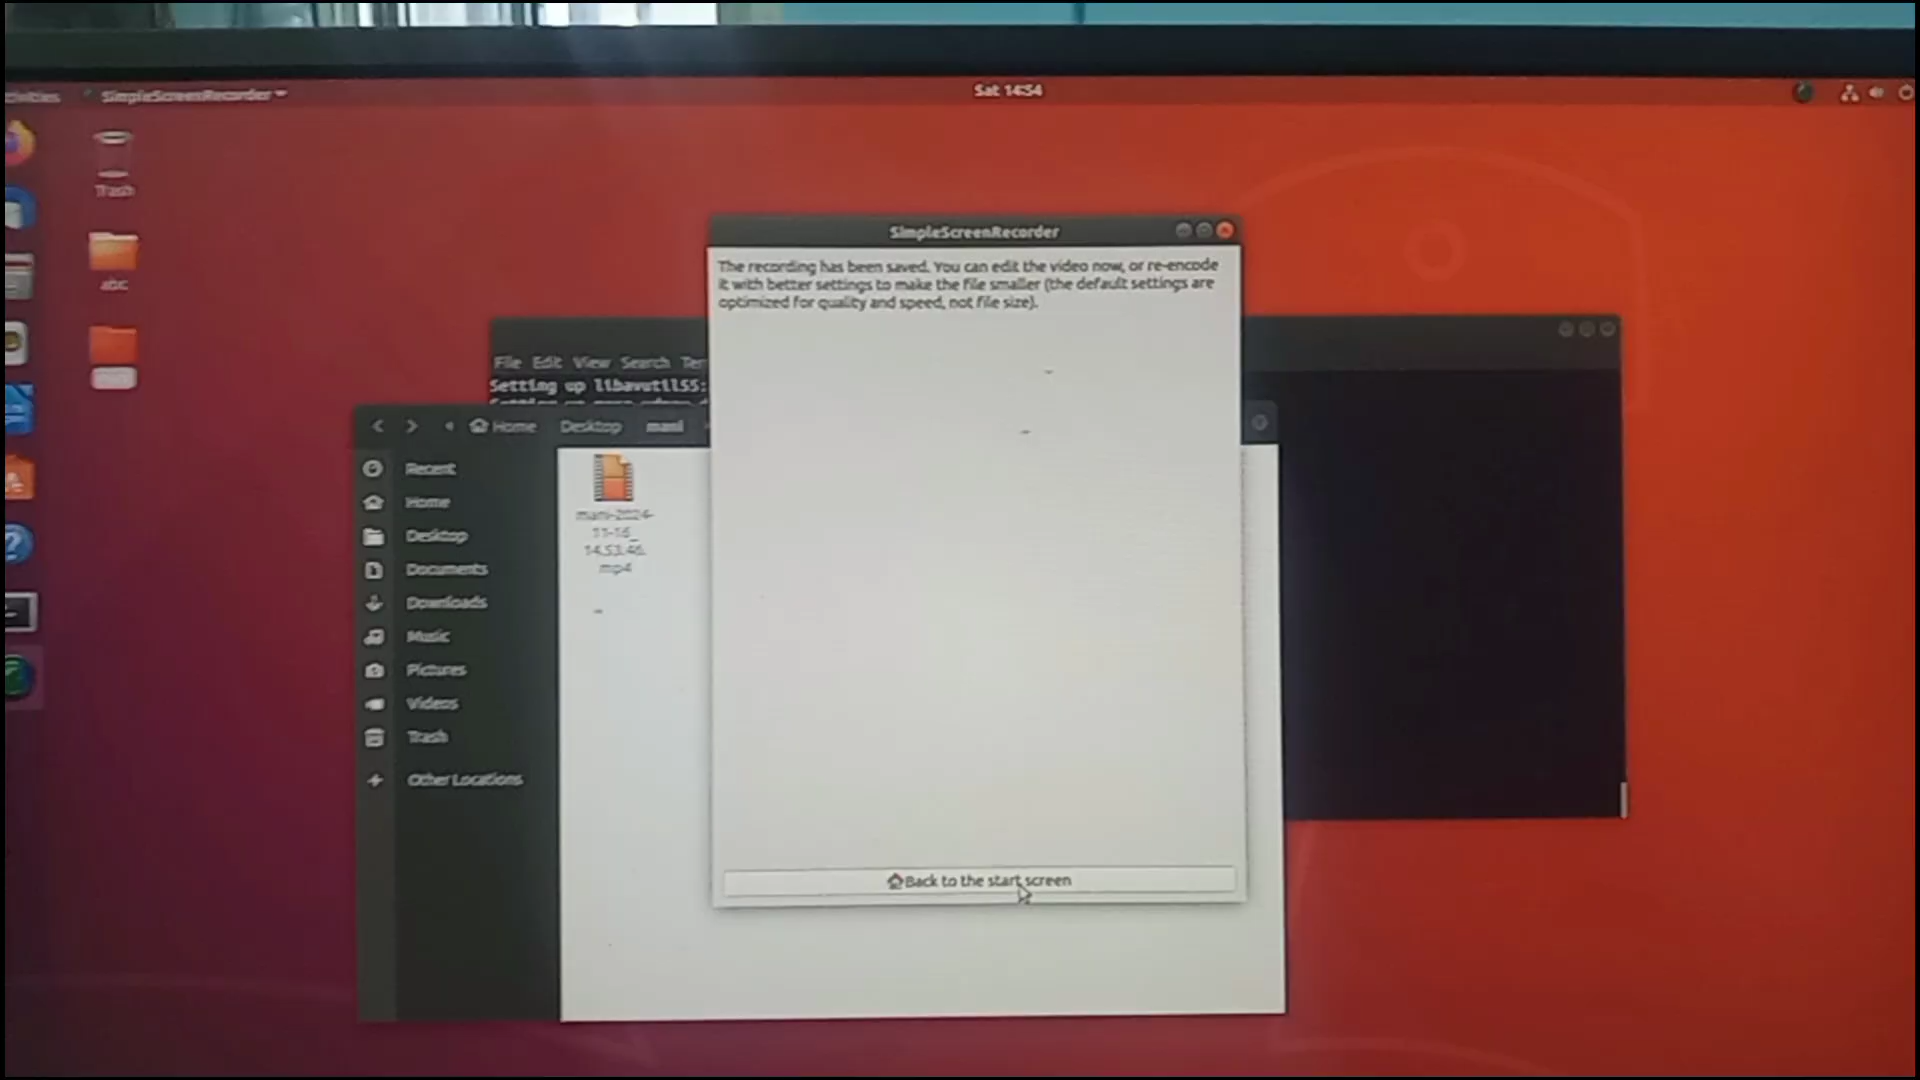 SimpleScreenRecorder
Sat 14:54
Trash
abc
SimpleScreenRecorder
The recording has been saved. You can edit the video now, or re-encode
it with better settings to make the file smaller (the default settings are
optimized for quality and speed, not file size).
File Edit View Search
Setting up libavutil55:
Home Desktop mani
Recent
Home
Desktop
Documents
Downloads
Music
Pictures
Videos
Trash
Other Locations
mani-2024-
11-16_
14.53.46.
mp4
Back to the start screen